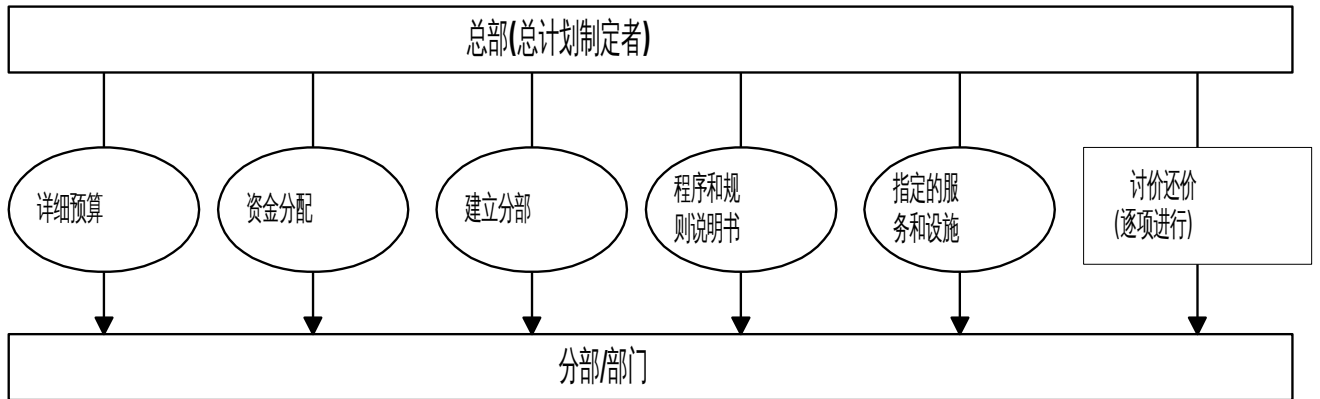 总部(总计划制定者)
详细预算
资金分配
建立分部
程序和规
则说明书
指定的服
务和设施
讨价还价
(逐项进行)
分部/部门